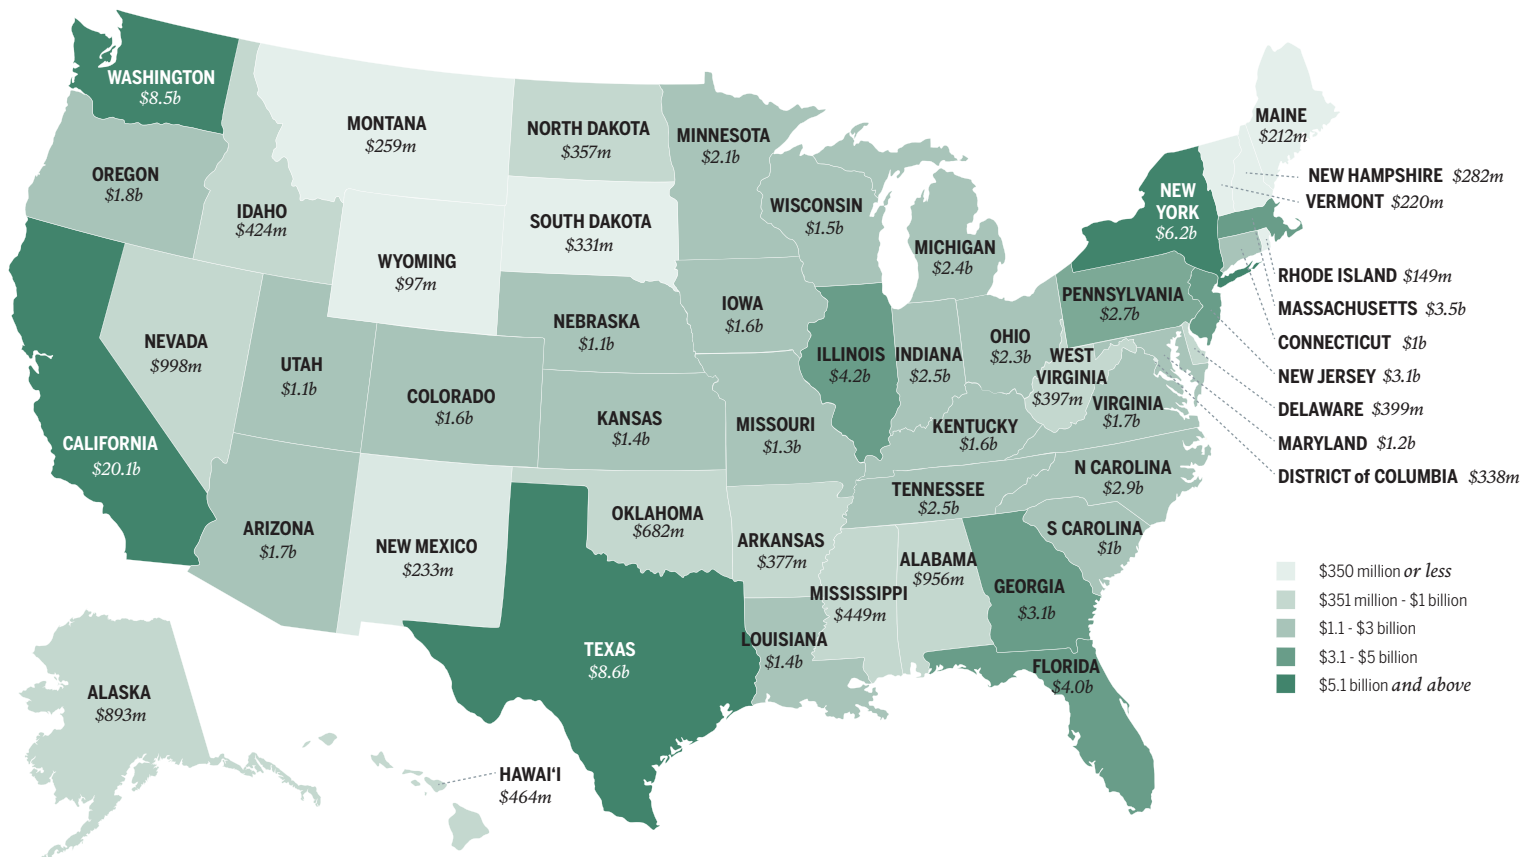 WASHINGTON
$8.5b
MONTANA
$259m
NORTH DAKOTA
$357m
MINNESOTA
$2.1b
MAINE
$212m
OREGON
$1.8b
IDAHO
$424m
SOUTH DAKOTA
$331m
WISCONSIN
$1.5b
MICHIGAN
$2.4b
NEW
YORK
$6.2b
NEW HAMPSHIRE $282m
VERMONT $220m
WYOMING
$97m
RHODE ISLAND $149m
MASSACHUSETTS $3.5b
CONNECTICUT $1b
NEW JERSEY $3.1b
DELAWARE $399m
MARYLAND $1.2b
DISTRICT of COLUMBIA $338m
NEVADA
$998m
UTAH
$1.1b
COLORADO
$1.6b
NEBRASKA
$1.1b
IOWA
$1.6b
ILLINOIS
$4.2b
INDIANA
$2.5b
OHIO
$2.3b
PENNSYLVANIA
$2.7b
WEST
VIRGINIA
$397m
VIRGINIA
$1.7b
CALIFORNIA
$20.1b
KANSAS
$1.4b
MISSOURI
$1.3b
KENTUCKY
$1.6b
N CAROLINA
$2.9b
TENNESSEE
$2.5b
S CAROLINA
$1b
ARIZONA
$1.7b
NEW MEXICO
$233m
OKLAHOMA
$682m
ARKANSAS
$377m
MISSISSIPPI
$449m
ALABAMA
$956m
GEORGIA
$3.1b
TEXAS
$8.6b
LOUISIANA
$1.4b
FLORIDA
$4.0b
ALASKA
$893m
HAWAI‘I
$464m
$350 million or less
$351 million - $1 billion
$1.1 - $3 billion
$3.1 - $5 billion
$5.1 billion and above